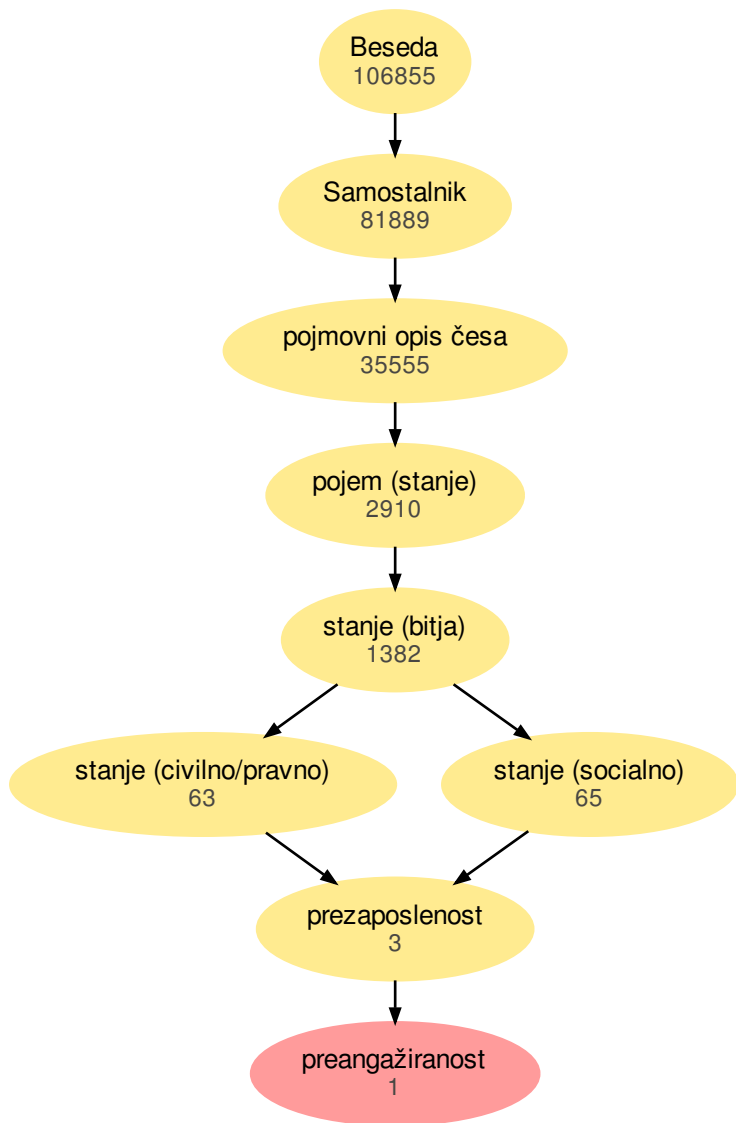 Beseda
106855
Samostalnik
81889
pojmovni opis česa
35555
pojem (stanje)
2910
stanje (bitja)
1382
stanje (civilno/pravno)
63
stanje (socialno)
65
prezaposlenost
3
preangažiranost
1